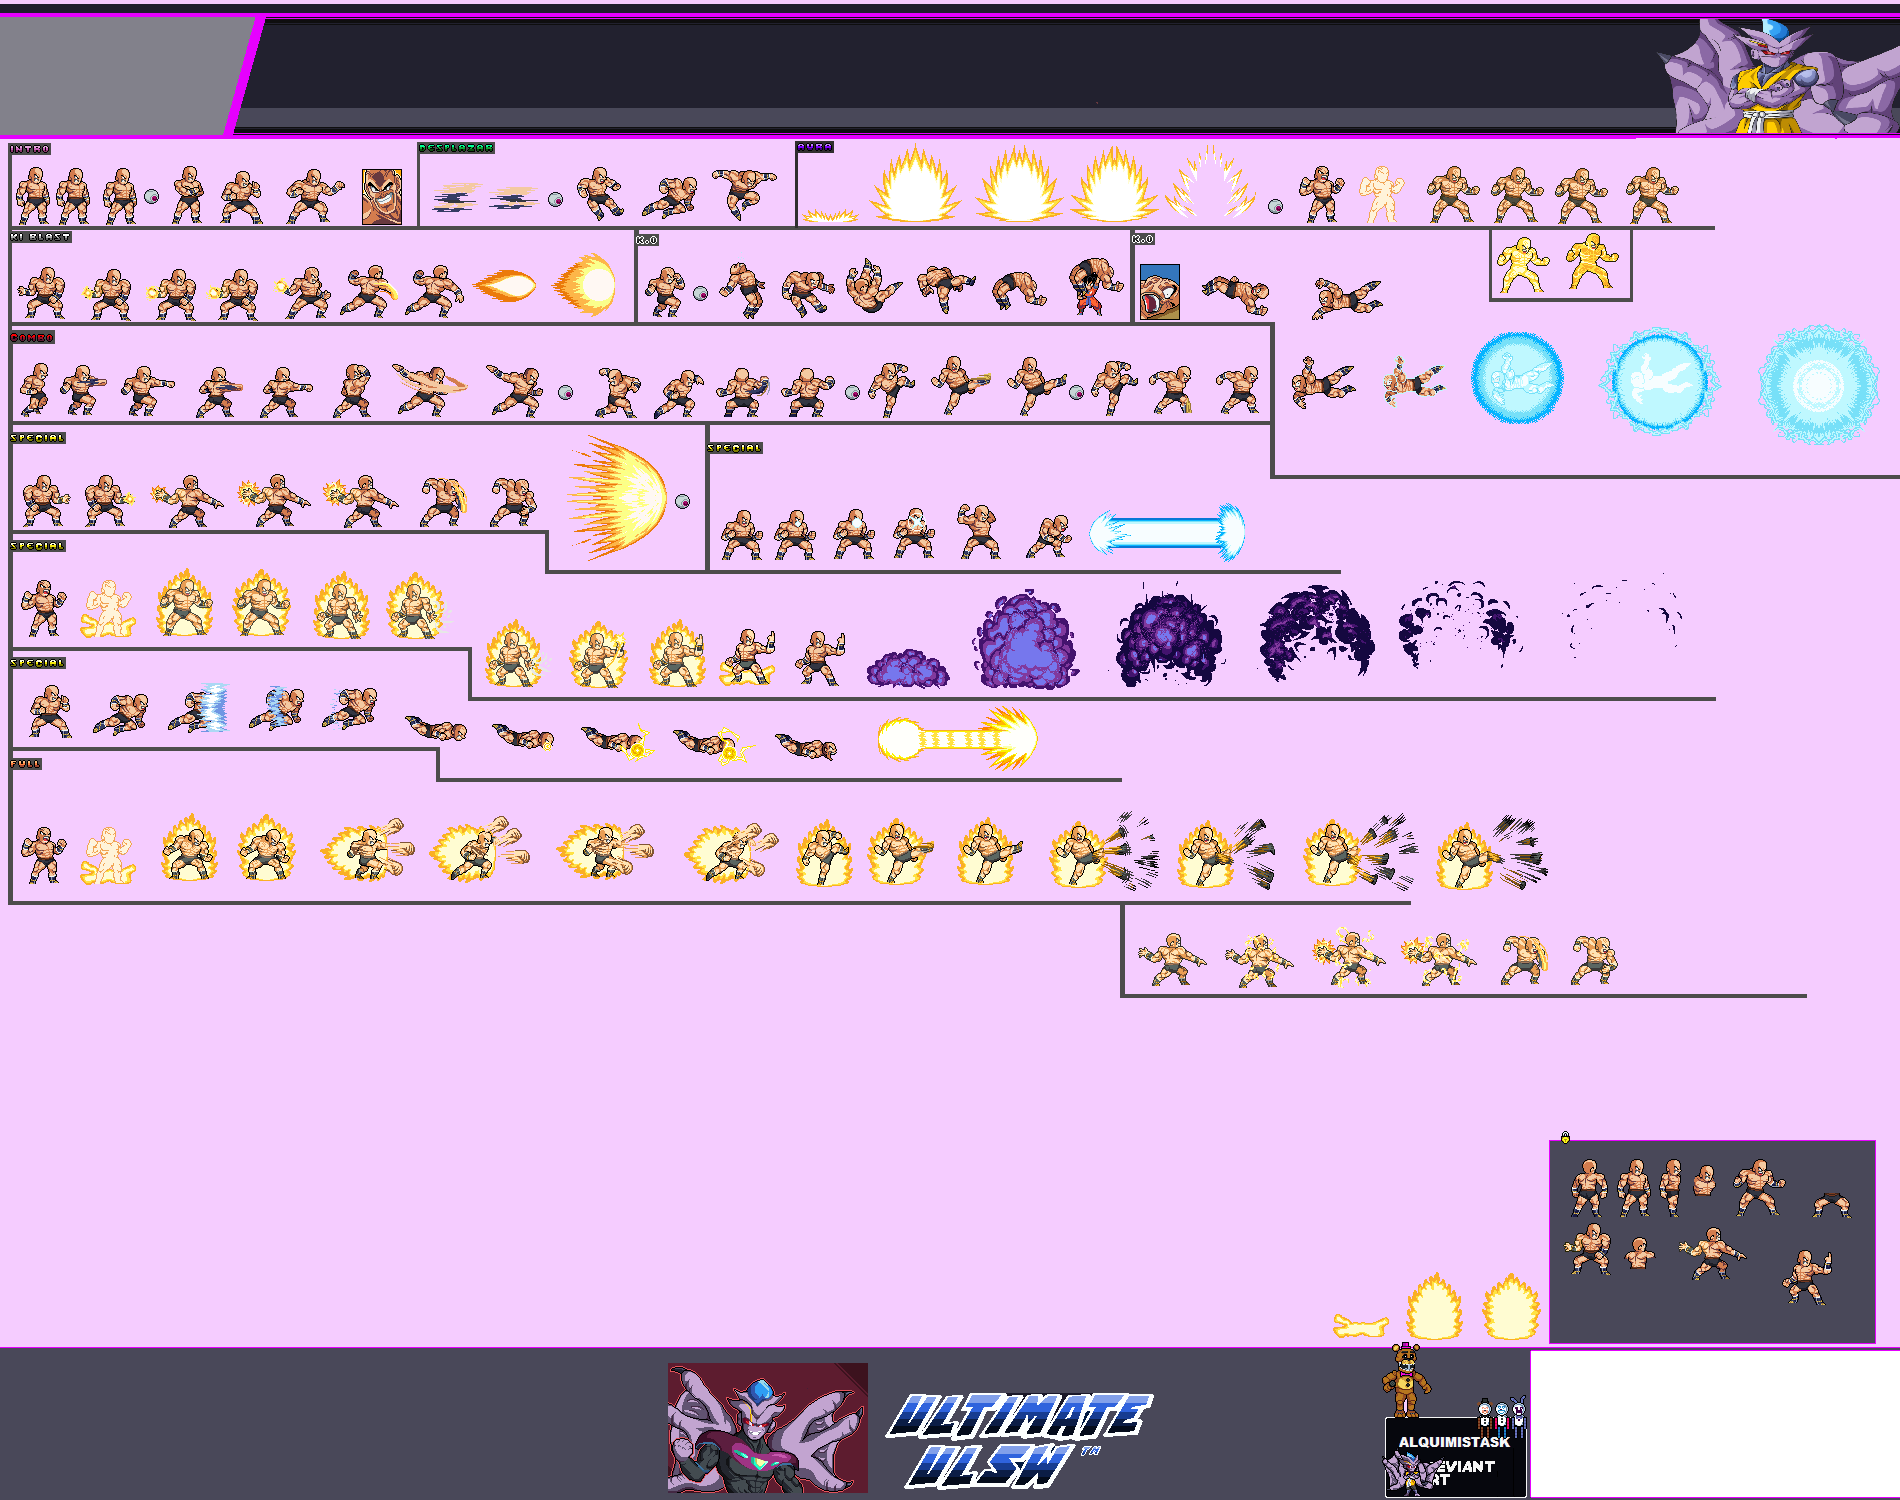 INTRO
DESPLAZAR
AURA
KI BLAST
K.O
K.O
COMBO
SPECIAL
SPECIAL
SPECIAL
SPECIAL
FULL
ULTIMATE
ULSW TM
ALQUIMISTASK